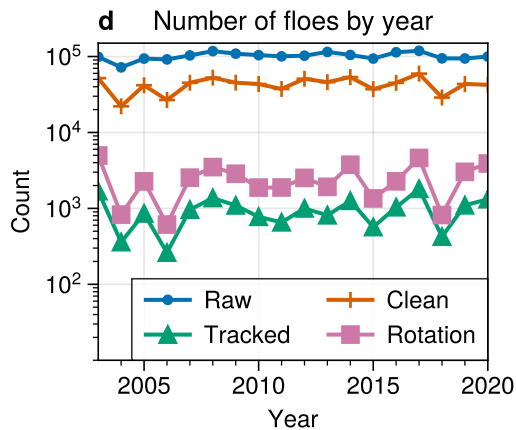 d Number of floes by year
10⁵
10⁴
10³
10²
Count
Raw Clean
Tracked Rotation
2005 2010 2015 2020
Year